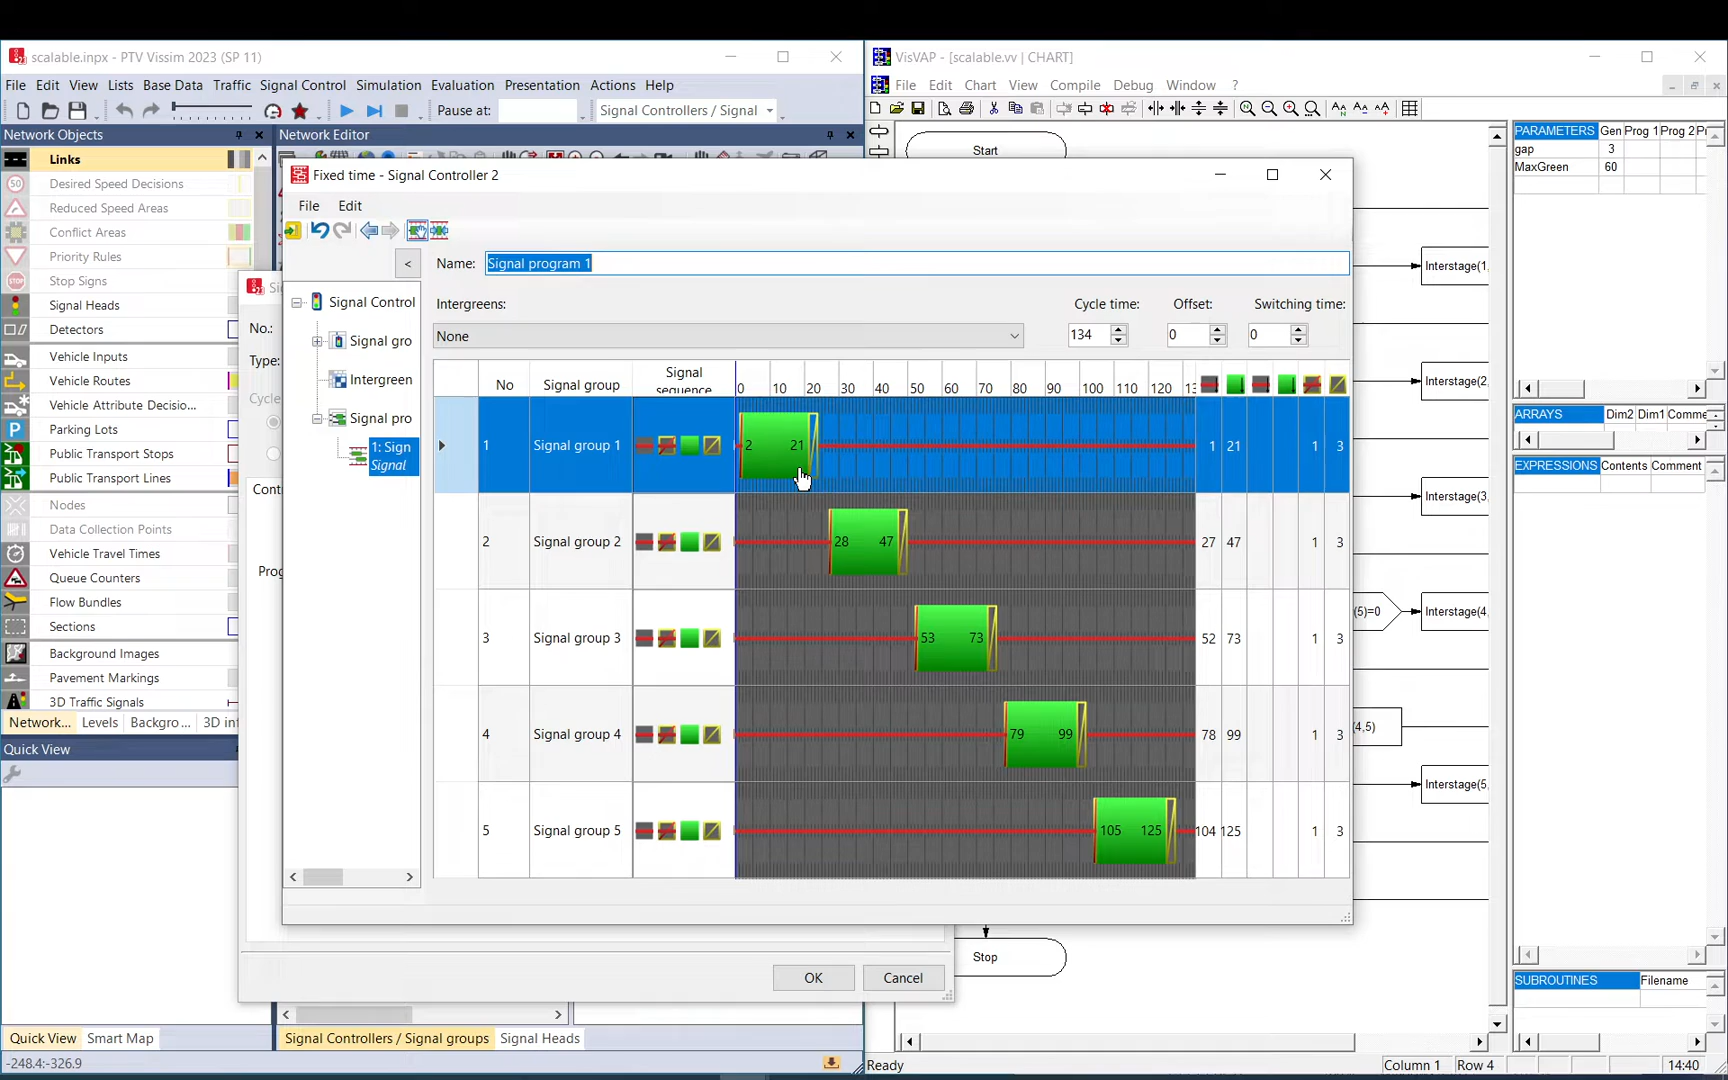 scalable.inpx - PTV Vissim 2023 (SP 11)
File Edit View Lists Base Data Traffic Signal Control Simulation Evaluation Presentation Actions Help
Pause at:
Signal Controllers / Signal
Network Objects
Network Editor
Links
Desired Speed Decisions
Reduced Speed Areas
Conflict Areas
Priority Rules
Stop Signs
Signal Heads
Detectors
Vehicle Inputs
Vehicle Routes
Vehicle Attribute Decisio...
Parking Lots
Public Transport Stops
Public Transport Lines
Nodes
Data Collection Points
Vehicle Travel Times
Queue Counters
Flow Bundles
Sections
Background Images
Pavement Markings
3D Traffic Signals
Network... Levels Backgro... 3D in
Quick View
Quick View Smart Map
-248.4:-326.9
No.:
Type:
Cycle
Contr
Prog
OK Cancel
Signal Controllers / Signal groups Signal Heads
Fixed time - Signal Controller 2
File Edit
<
Name: Signal program 1
Intergreens:
None
Cycle time: Offset: Switching time:
134 0 0
Signal Control
Signal gro
Intergreen
Signal pro
1: Sign
Signal
No Signal group Signal sequence 0 10 20 30 40 50 60 70 80 90 100 110 120 13
1 Signal group 1 2 21 1 21 1 3
2 Signal group 2 28 47 27 47 1 3
3 Signal group 3 53 73 52 73 1 3
4 Signal group 4 79 99 78 99 1 3
5 Signal group 5 105 125 104 125 1 3
VisVAP - [scalable.vv | CHART]
File Edit Chart View Compile Debug Window ?
Start
Interstage(1,
Interstage(2,
Interstage(3,
(5)=0
Interstage(4,
(4,5)
Interstage(5,
Stop
PARAMETERS Gen Prog 1 Prog 2 Pr
gap 3
MaxGreen 60
ARRAYS Dim2 Dim1 Comme
EXPRESSIONS Contents Comment
SUBROUTINES Filename
Ready
Column 1 Row 4 14:40